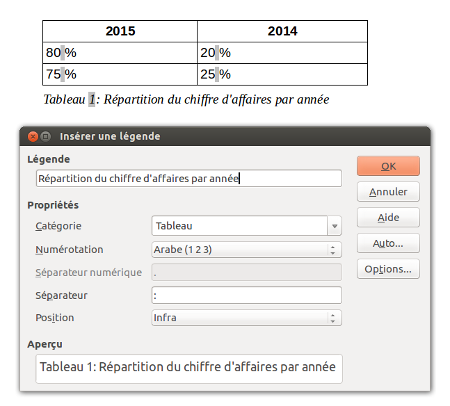 2015 2014
80 % 20 %
75 % 25 %
Tableau 1: Répartition du chiffre d'affaires par année
Insérer une légende
Légende
Répartition du chiffre d'affaires par année
OK
Propriétés
Annuler
Catégorie Tableau
Aide
Numérotation Arabe (1 2 3)
Auto...
Séparateur numérique .
Options...
Séparateur :
Position Infra
Aperçu
Tableau 1: Répartition du chiffre d'affaires par année